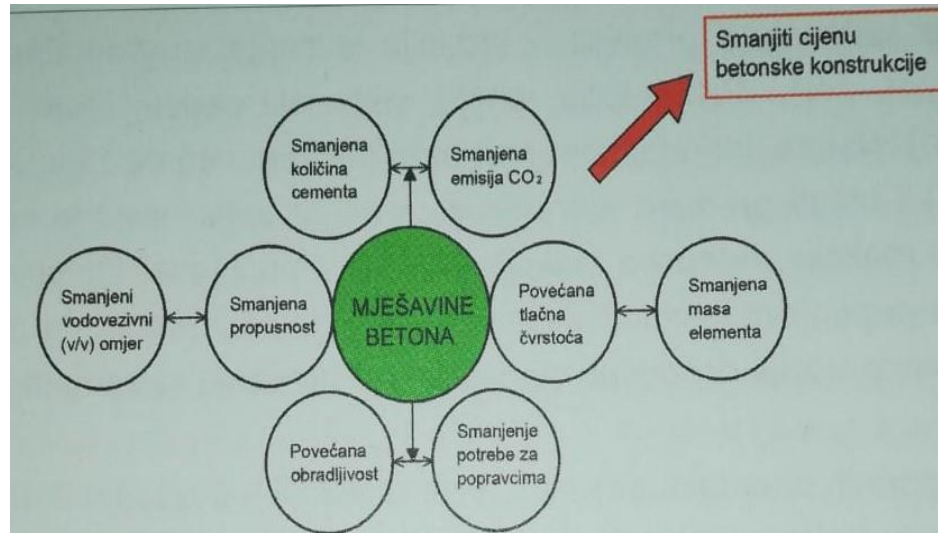 Smanjiti cijenu
betonske konstrukcije
Smanjena
količina
cementa
Smanjena
emisija CO₂
Smanjeni
vodovezivni
(v/v) omjer
Smanjena
propusnost
MJEŠAVINE
BETONA
Povećana
tlačna
čvrstoća
Smanjena
masa
elementa
Povećana
obradljivost
Smanjenje
potrebe za
popravcima